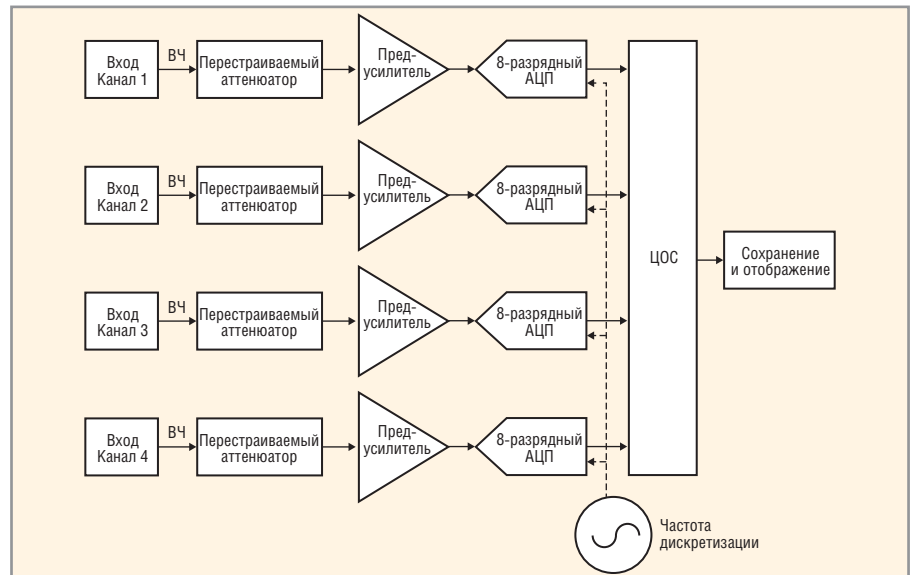 Вход
Канал 1
ВЧ
Перестраиваемый
аттенюатор
Пред-
усилитель
8-разрядный
АЦП
Вход
Канал 2
ВЧ
Перестраиваемый
аттенюатор
Пред-
усилитель
8-разрядный
АЦП
ЦОС
Сохранение
и отображение
Вход
Канал 3
ВЧ
Перестраиваемый
аттенюатор
Пред-
усилитель
8-разрядный
АЦП
Вход
Канал 4
ВЧ
Перестраиваемый
аттенюатор
Пред-
усилитель
8-разрядный
АЦП
Частота
дискретизации